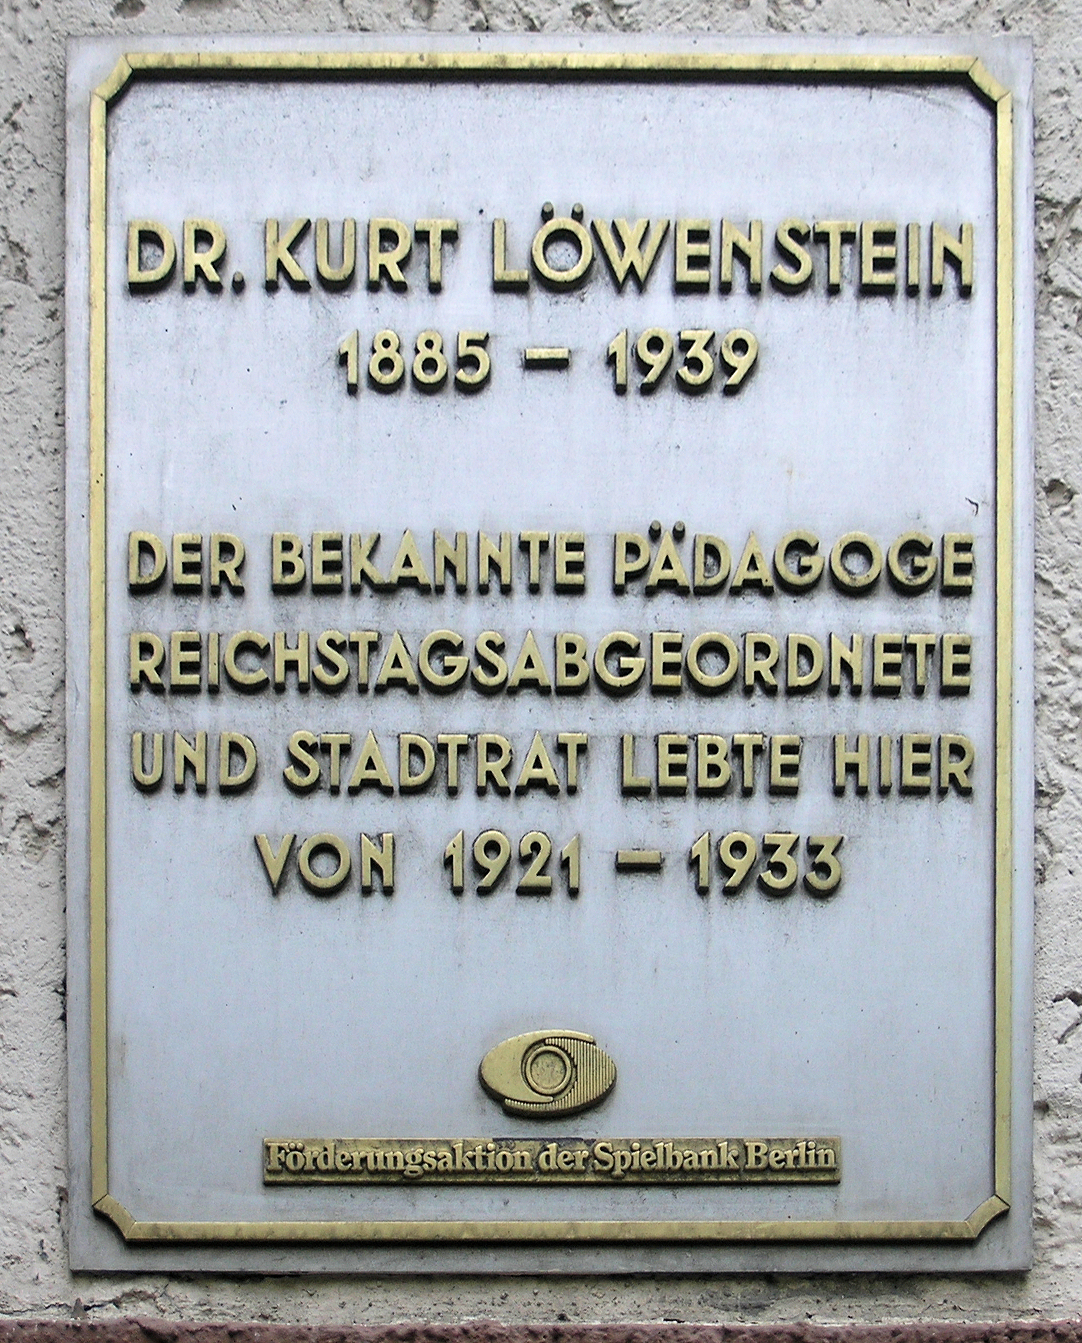 DR. KURT LÖWENSTEIN
1885 - 1939
DER BEKANNTE PÄDAGOGE
REICHSTAGSABGEORDNETE
UND STADTRAT LEBTE HIER
VON 1921 - 1933
Förderungsaktion der Spielbank Berlin